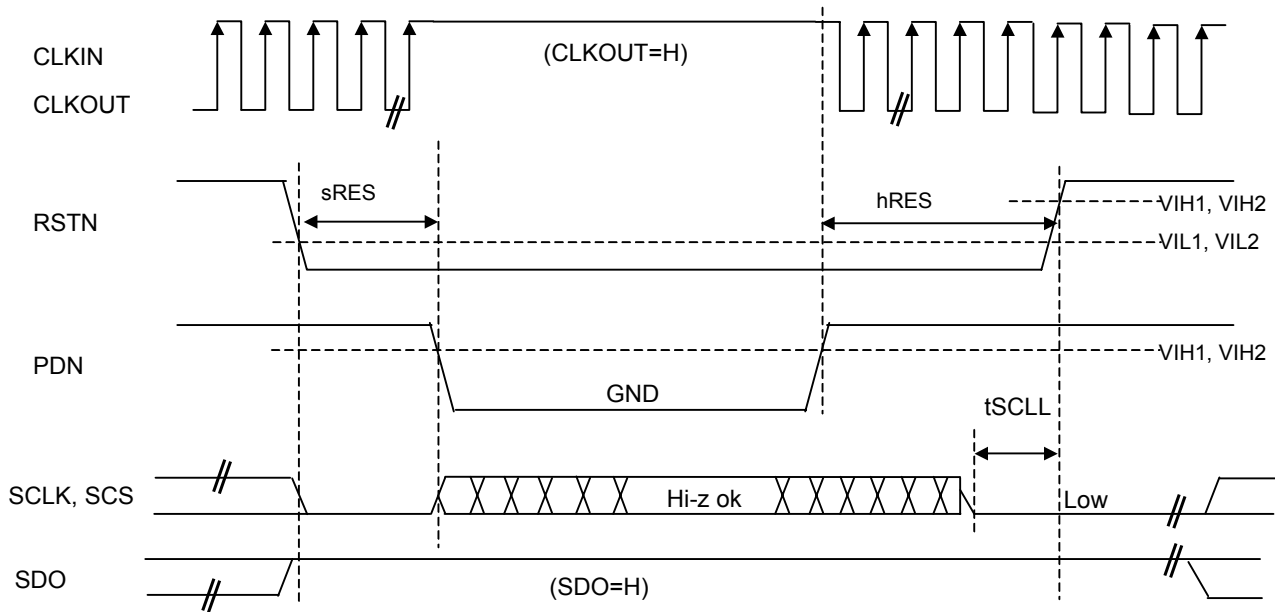 CLKIN
(CLKOUT=H)
CLKOUT
sRES
hRES
RSTN
VIH1, VIH2
VIL1, VIL2
PDN
VIH1, VIH2
GND
tSCLL
SCLK, SCS
Hi-z ok
Low
SDO
(SDO=H)